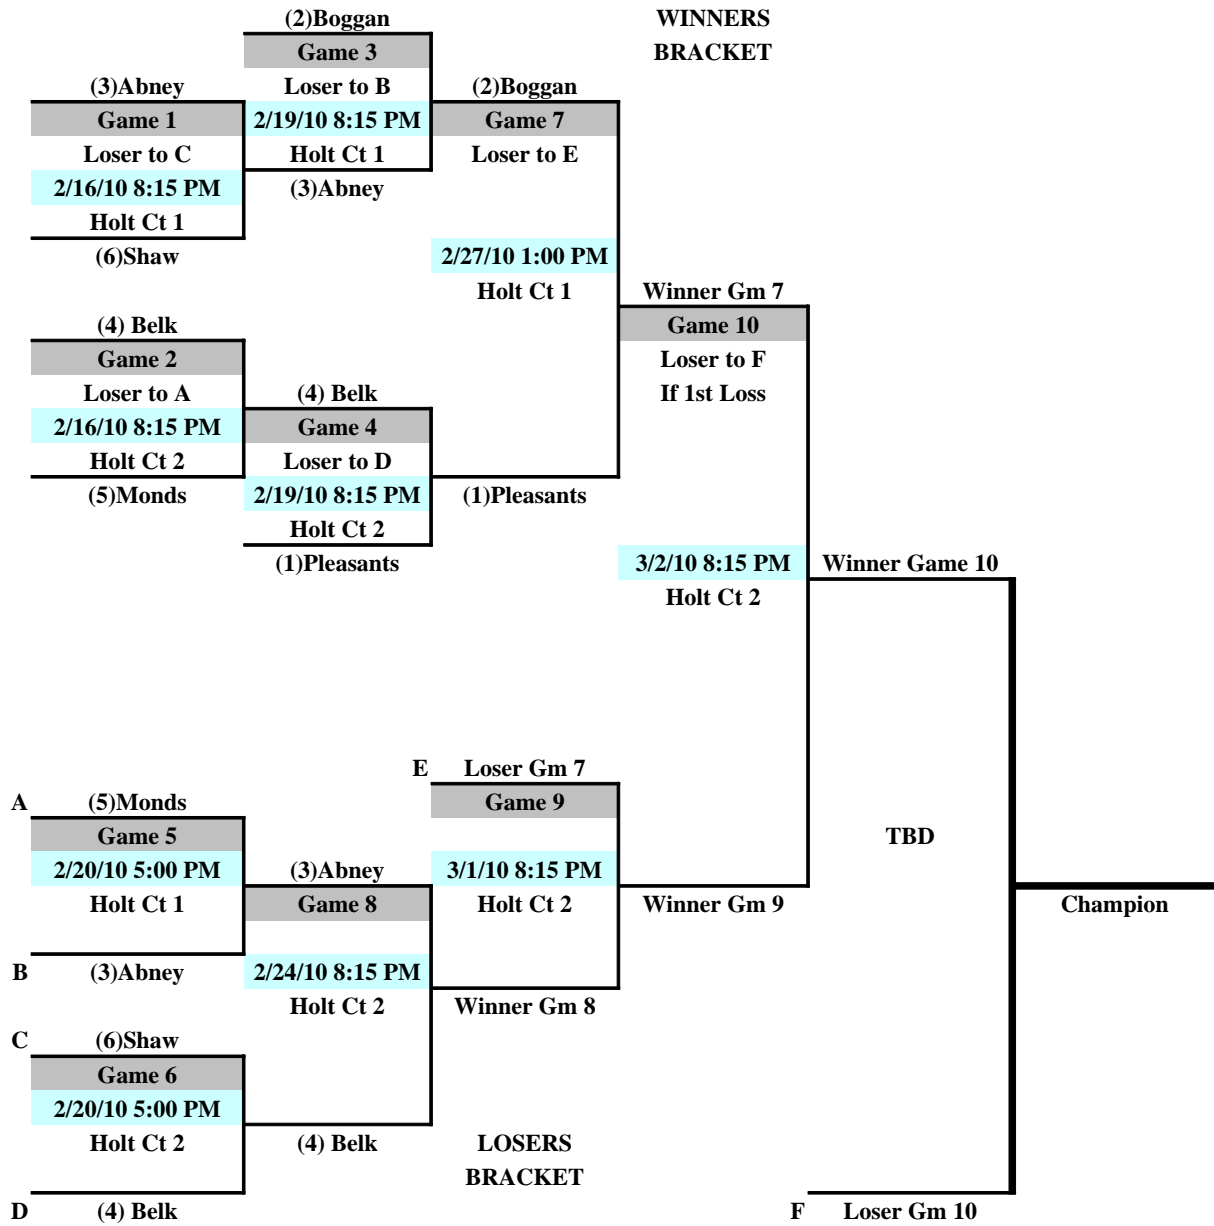 (2)Boggan
WINNERS
BRACKET
Game 3
Loser to B
2/19/10 8:15 PM
Holt Ct 1
(3)Abney
(3)Abney
Game 1
Loser to C
2/16/10 8:15 PM
Holt Ct 1
(6)Shaw
(2)Boggan
Game 7
Loser to E
2/27/10 1:00 PM
Holt Ct 1
(1)Pleasants
(4) Belk
Game 2
Loser to A
2/16/10 8:15 PM
Holt Ct 2
(5)Monds
(4) Belk
Game 4
Loser to D
2/19/10 8:15 PM
Holt Ct 2
(1)Pleasants
Winner Gm 7
Game 10
Loser to F
If 1st Loss
3/2/10 8:15 PM
Holt Ct 2
Winner Gm 9
Winner Game 10
TBD
F Loser Gm 10
Champion
E Loser Gm 7
Game 9
3/1/10 8:15 PM
Holt Ct 2
Winner Gm 8
A (5)Monds
Game 5
2/20/10 5:00 PM
Holt Ct 1
B (3)Abney
(3)Abney
Game 8
2/24/10 8:15 PM
Holt Ct 2
(4) Belk
C (6)Shaw
Game 6
2/20/10 5:00 PM
Holt Ct 2
D (4) Belk
LOSERS
BRACKET